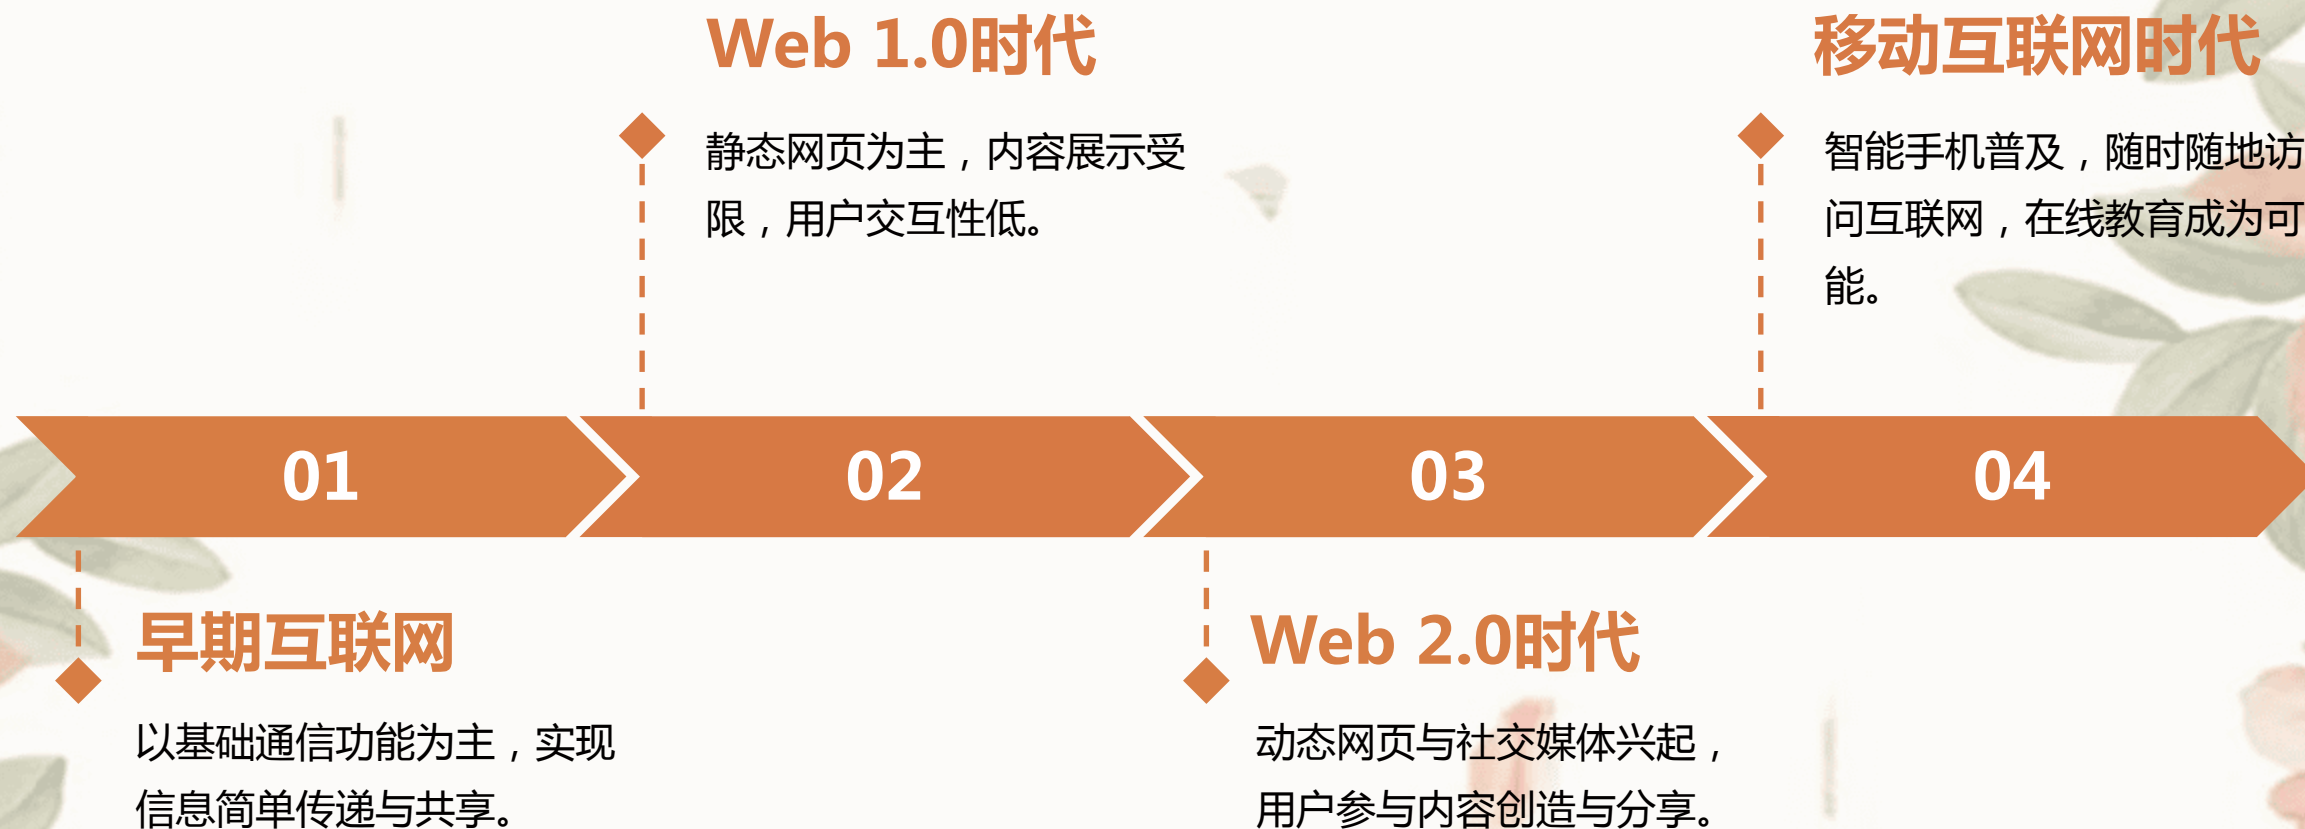 Web 1.0时代
静态网页为主，内容展示受
限，用户交互性低。
移动互联网时代
智能手机普及，随时随地访
问互联网，在线教育成为可
能。
01
02
03
04
早期互联网
以基础通信功能为主，实现
信息简单传递与共享。
Web 2.0时代
动态网页与社交媒体兴起，
用户参与内容创造与分享。